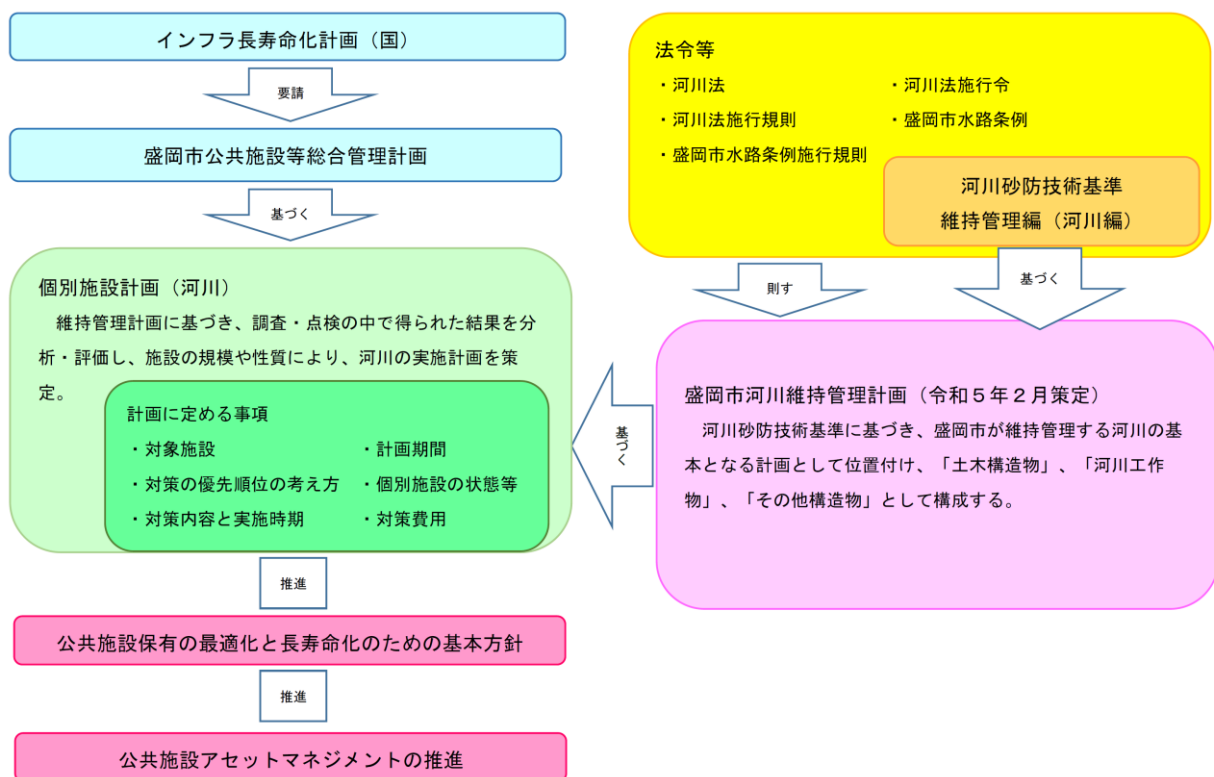 インフラ長寿命化計画（国）
要請
盛岡市公共施設等総合管理計画
基づく
個別施設計画（河川）
維持管理計画に基づき、調査・点検の中で得られた結果を分
析・評価し、施設の規模や性質により、河川の実施計画を策
定。
計画に定める事項
・対象施設　・計画期間
・対策の優先順位の考え方　・個別施設の状態等
・対策内容と実施時期　・対策費用
推進
公共施設保有の最適化と長寿命化のための基本方針
推進
公共施設アセットマネジメントの推進
法令等
・河川法　・河川法施行令
・河川法施行規則　・盛岡市水路条例
・盛岡市水路条例施行規則
河川砂防技術基準
維持管理編（河川編）
則す
基づく
盛岡市河川維持管理計画（令和５年２月策定）
河川砂防技術基準に基づき、盛岡市が維持管理する河川の基
本となる計画として位置付け、「土木構造物」、「河川工作
物」、「その他構造物」として構成する。
基づく